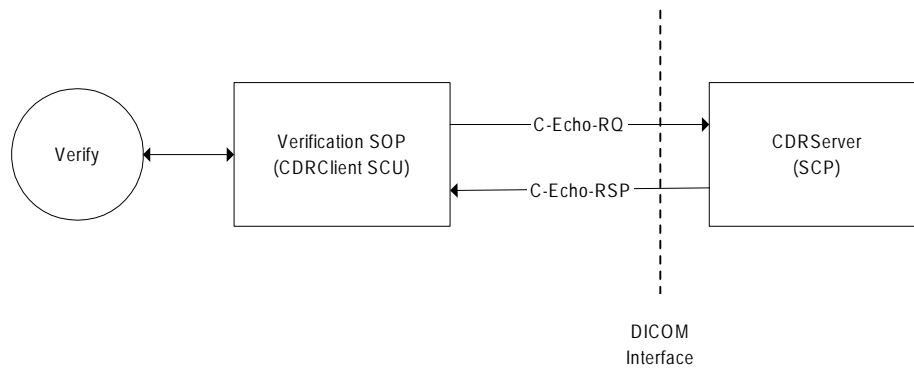 Verify
Verification SOP
(CDRClient SCU)
C-Echo-RQ
C-Echo-RSP
CDRServer
(SCP)
DICOM
Interface